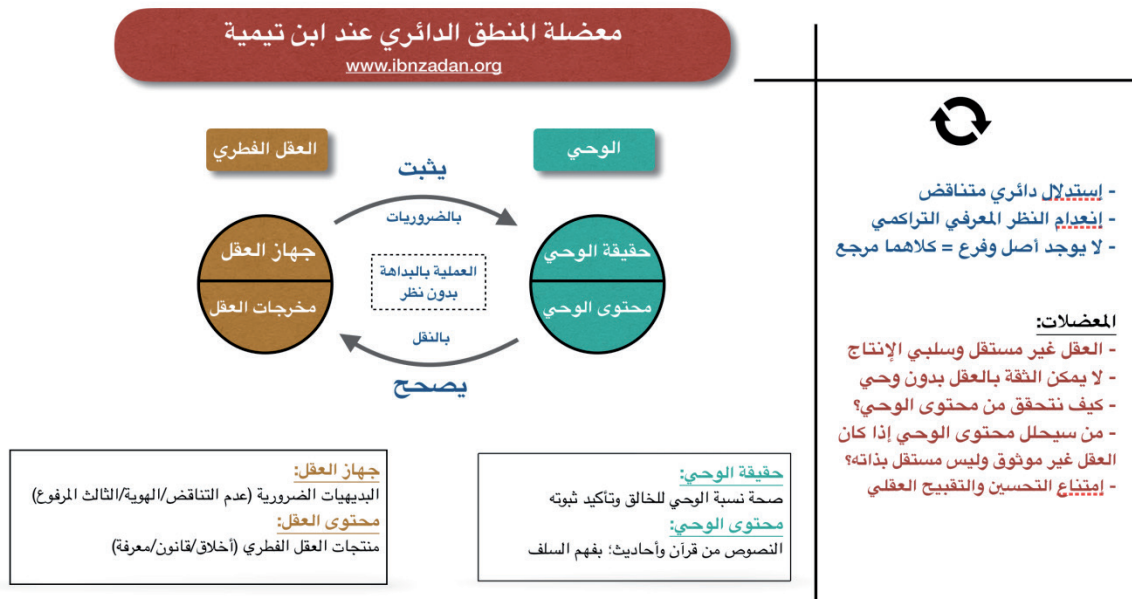 معضلة المنطق الدائري عند ابن تيمية
www.ibnzadan.org
الوحي
العقل الفطري
يثبت
بالضروريات
حقيقة الوحي
محتوى الوحي
العملية بالبداهة
بدون نظر
جهاز العقل
مخرجات العقل
بالنقل
يصحح
- إستدلال دائري متناقض
- إنعدام النظر المعرفي التراكمي
- لا يوجد أصل وفرع = كلاهما مرجع
المعضلات:
- العقل غير مستقل وسلبي الإنتاج
- لا يمكن الثقة بالعقل بدون وحي
- كيف نتحقق من محتوى الوحي؟
- من سيحلل محتوى الوحي إذا كان
العقل غير موثوق وليس مستقل بذاته؟
- إمتناع التحسين والتقبيح العقلي
حقيقة الوحي:
صحة نسبة الوحي للخالق وتأكيد ثبوته
محتوى الوحي:
النصوص من قرآن وأحاديث؛ بفهم السلف
جهاز العقل:
البديهيات الضرورية (عدم التناقض/الهوية/الثالث المرفوع)
محتوى العقل:
منتجات العقل الفطري (أخلاق/قانون/معرفة)